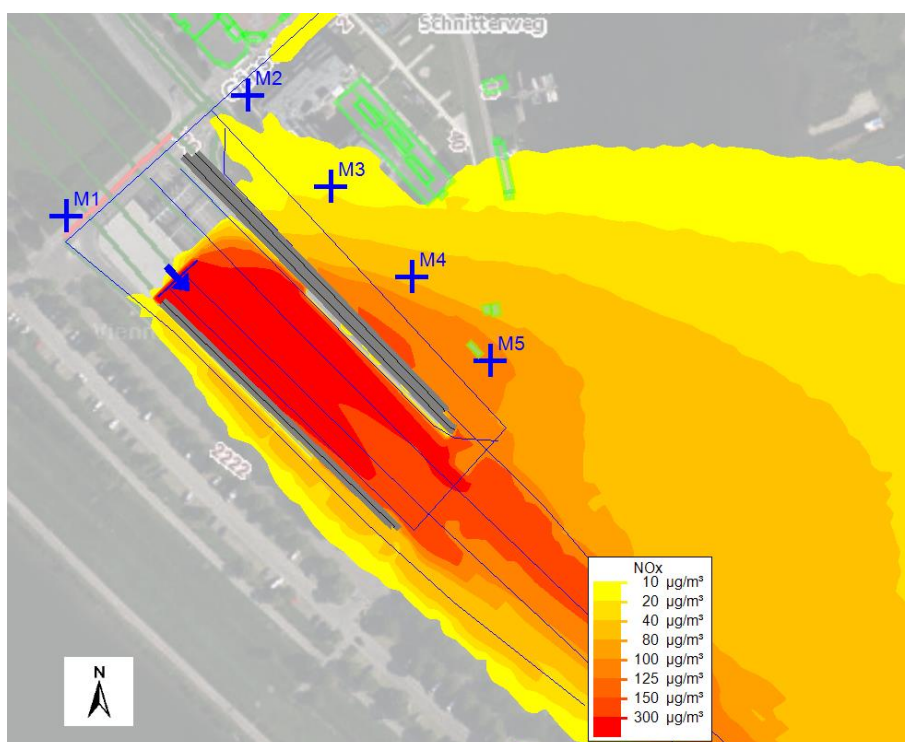 Schnitterweg
M2
40
M3
M1
M4
M5
2222
N
NOx
10 µg/m³
20 µg/m³
40 µg/m³
80 µg/m³
100 µg/m³
125 µg/m³
150 µg/m³
300 µg/m³